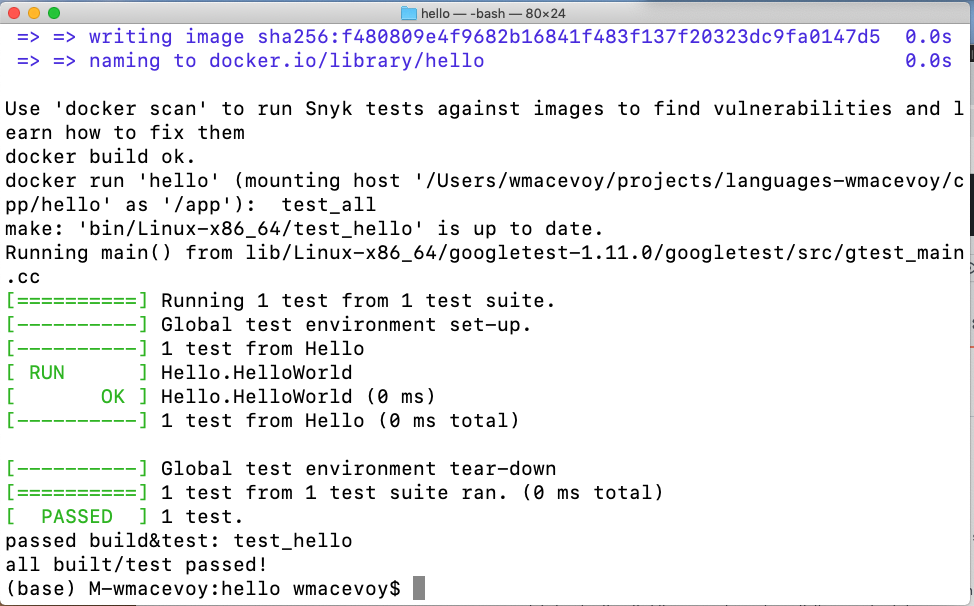 hello — -bash — 80×24
=> => writing image sha256:f480809e4f9682b16841f483f137f20323dc9fa0147d5  0.0s
=> => naming to docker.io/library/hello                                   0.0s
Use 'docker scan' to run Snyk tests against images to find vulnerabilities and l
earn how to fix them
docker build ok.
docker run 'hello' (mounting host '/Users/wmacevoy/projects/languages-wmacevoy/c
pp/hello' as '/app'):  test_all
make: 'bin/Linux-x86_64/test_hello' is up to date.
Running main() from lib/Linux-x86_64/googletest-1.11.0/googletest/src/gtest_main
.cc
[==========] Running 1 test from 1 test suite.
[----------] Global test environment set-up.
[----------] 1 test from Hello
[ RUN      ] Hello.HelloWorld
[       OK ] Hello.HelloWorld (0 ms)
[----------] 1 test from Hello (0 ms total)
[----------] Global test environment tear-down
[==========] 1 test from 1 test suite ran. (0 ms total)
[  PASSED  ] 1 test.
passed build&test: test_hello
all built/test passed!
(base) M-wmacevoy:hello wmacevoy$